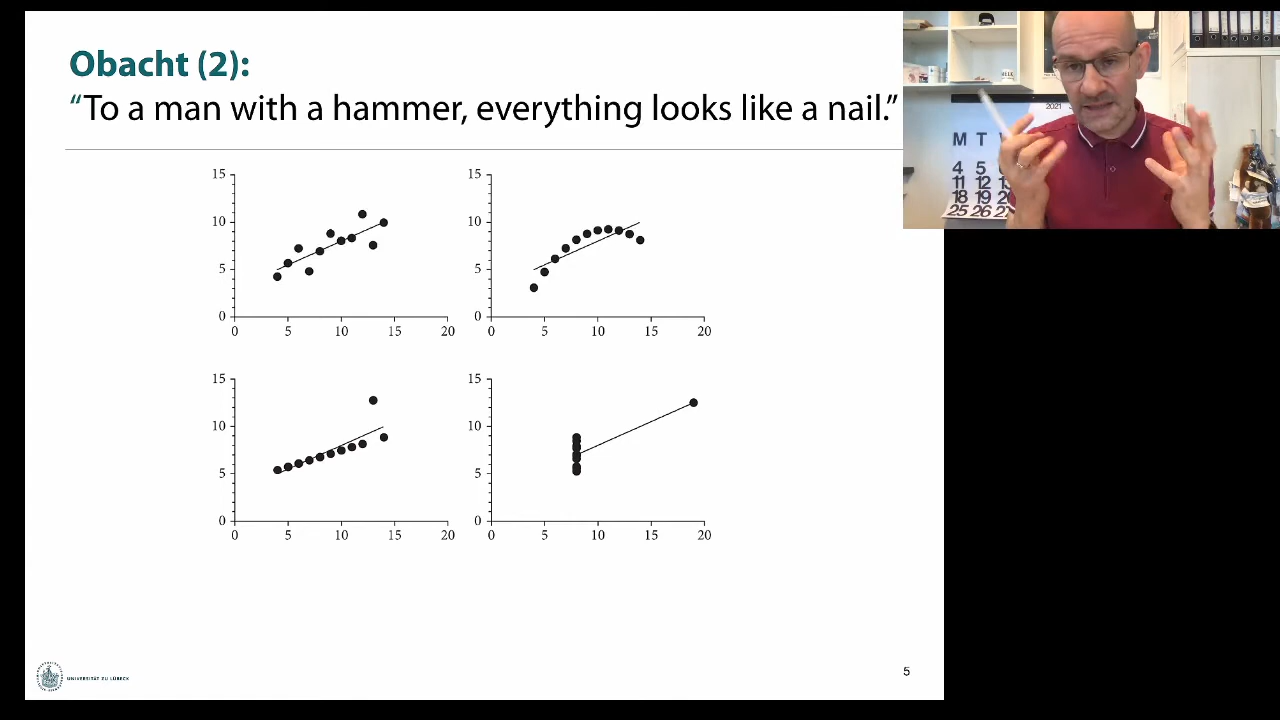 Obacht (2):
“To a man with a hammer, everything looks like a nail.”
15
10
5
0
0 5 10 15 20
15
10
5
0
0 5 10 15 20
15
10
5
0
0 5 10 15 20
15
10
5
0
0 5 10 15 20
2021
M T
4 5
11 12
18 19
25 26
UNIVERSITÄT ZU LÜBECK
5